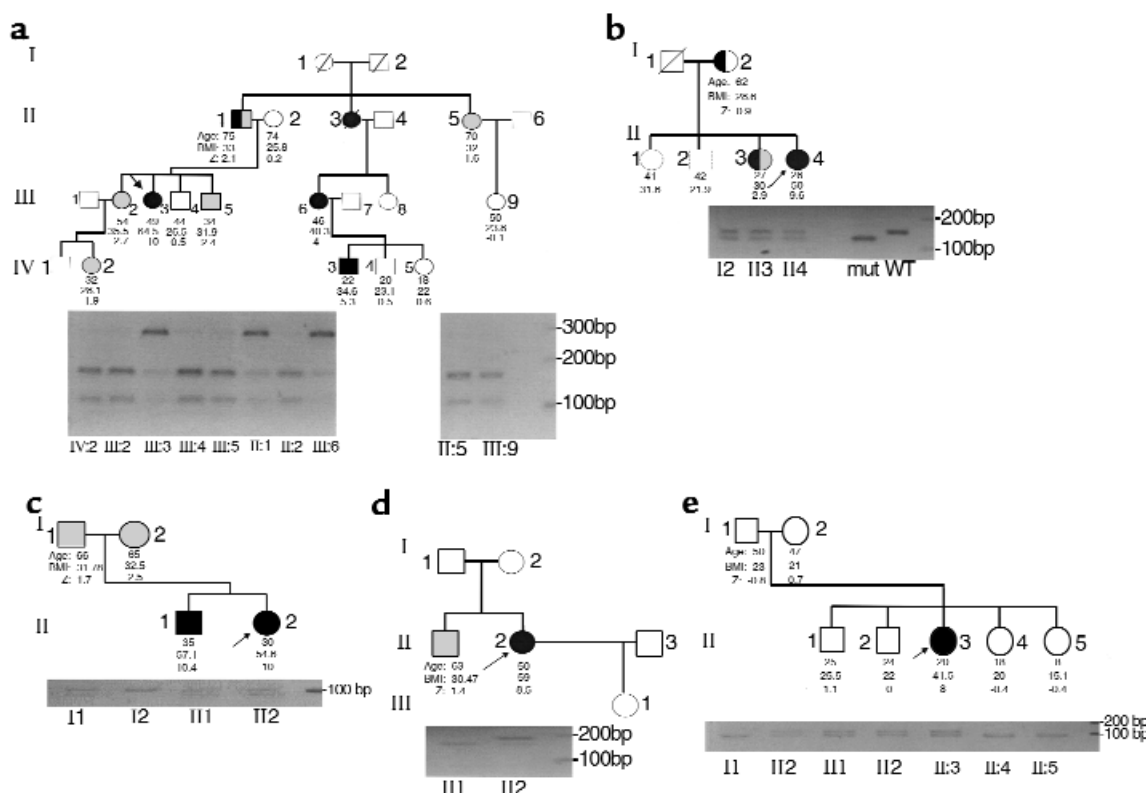 a
I
1 2
II
1 2 3 4 5 6
Age: 75 74 70
BMI: 33 25.8 32
Z: 2.1 0.2 1.6
III
1 2 3 4 5 6 7 8 9
54 49 44 34 46 50
35.5 64.5 26.5 31.9 40.3 23.8
2.7 10 0.5 2.4 4 -0.1
IV
1 2 3 4 5
32 22 20 18
28.1 34.6 23.1 22
1.9 5.3 0.5 0.6
-300bp
-200bp
-100bp
IV:2 III:2 III:3 III:4 III:5 II:1 II:2 III:6
II:5 III:9
b
I
1 2
Age: 62
BMI: 28.6
Z: 0.9
II
1 2 3 4
41 42 27 26
31.6 21.9 30 50
2.9 9.6
-200bp
-100bp
I2 II3 II4 mut WT
c
I
1 2
Age: 66 65
BMI: 31.78 32.5
Z: 1.7 2.5
II
1 2
35 30
57.1 54.6
10.4 10
-100 bp
I1 I2 II1 II2
d
I
1 2
II
2 3
Age: 63 50
BMI: 30.47 59
Z: 1.4 8.6
III
1
-200bp
-100bp
II1 II2
e
I
1 2
Age: 50 47
BMI: 23 21
Z: -0.8 0.7
II
1 2 3 4 5
25 24 20 18 8
25.5 22 41.5 20 15.1
1.1 0 8 -0.4 -0.4
-200 bp
-100 bp
I1 II2 II1 II2 II:3 II:4 II:5